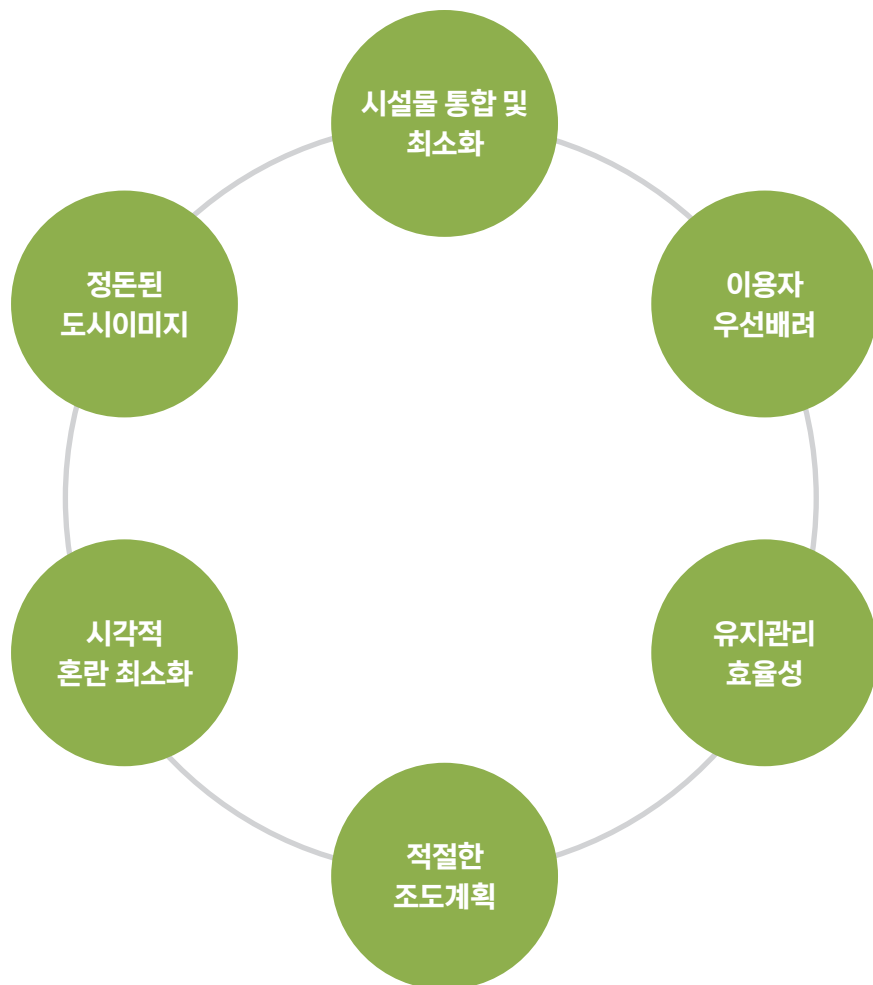 시설물 통합 및
최소화
정돈된
도시이미지
이용자
우선배려
시각적
혼란 최소화
유지관리
효율성
적절한
조도계획